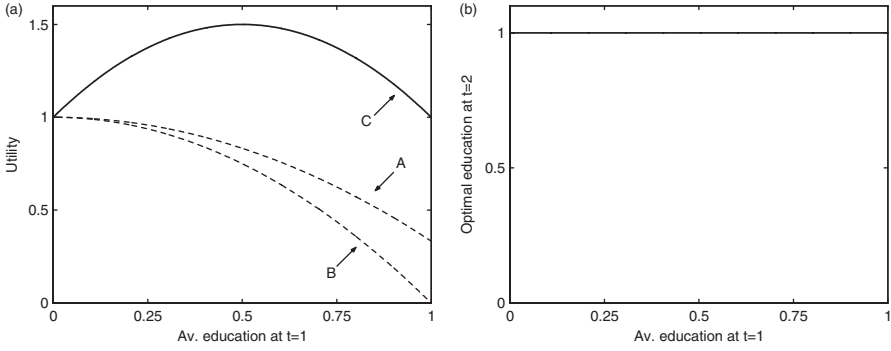 (a)
1.5
1
0.5
0
Utility
C
A
B
0
0.25
0.5
0.75
1
Av. education at t=1
(b)
1
0.5
0
Optimal education at t=2
0
0.25
0.5
0.75
1
Av. education at t=1